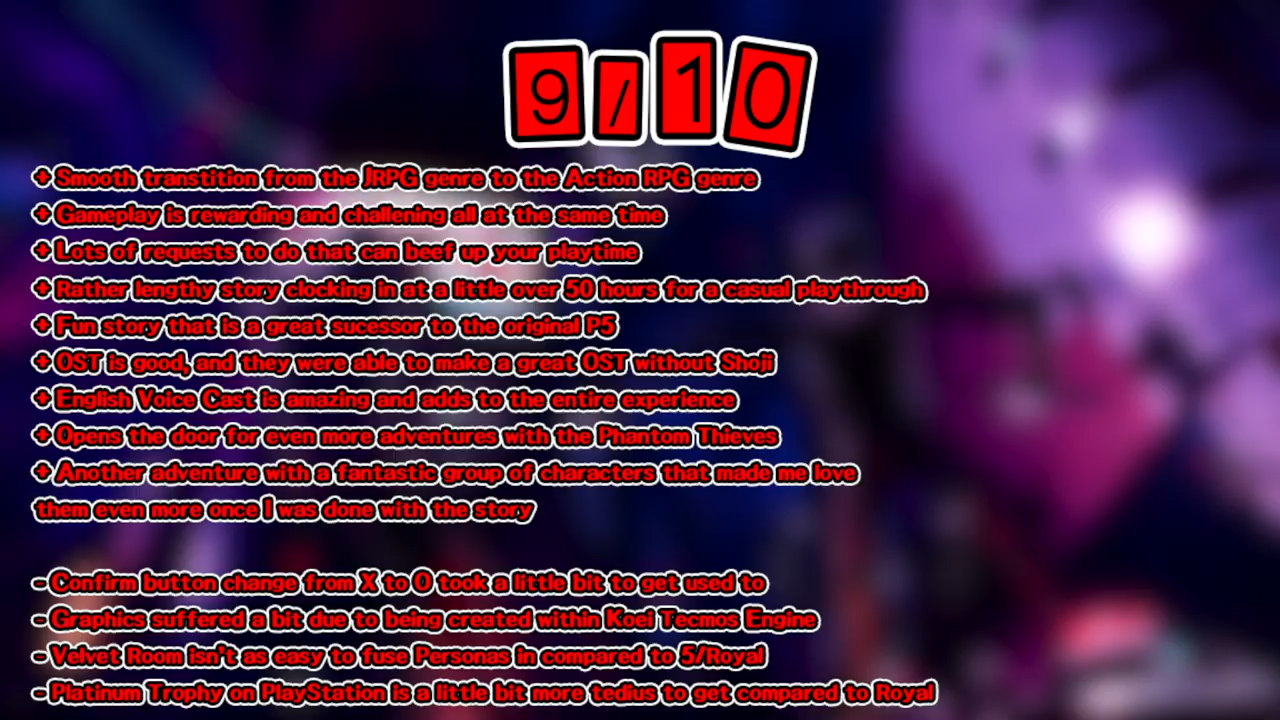 9/10
+ Smooth transtition from the JRPG genre to the Action RPG genre
+ Gameplay is rewarding and challening all at the same time
+ Lots of requests to do that can beef up your playtime
+ Rather lengthy story clocking in at a little over 50 hours for a casual playthrough
+ Fun story that is a great sucessor to the original P5
+ OST is good, and they were able to make a great OST without Shoji
+ English Voice Cast is amazing and adds to the entire experience
+ Opens the door for even more adventures with the Phantom Thieves
+ Another adventure with a fantastic group of characters that made me love
them even more once I was done with the story
- Confirm button change from X to O took a little bit to get used to
- Graphics suffered a bit due to being created within Koei Tecmos Engine
- Velvet Room isn't as easy to fuse Personas in compared to 5/Royal
- Platinum Trophy on PlayStation is a little bit more tedius to get compared to Royal